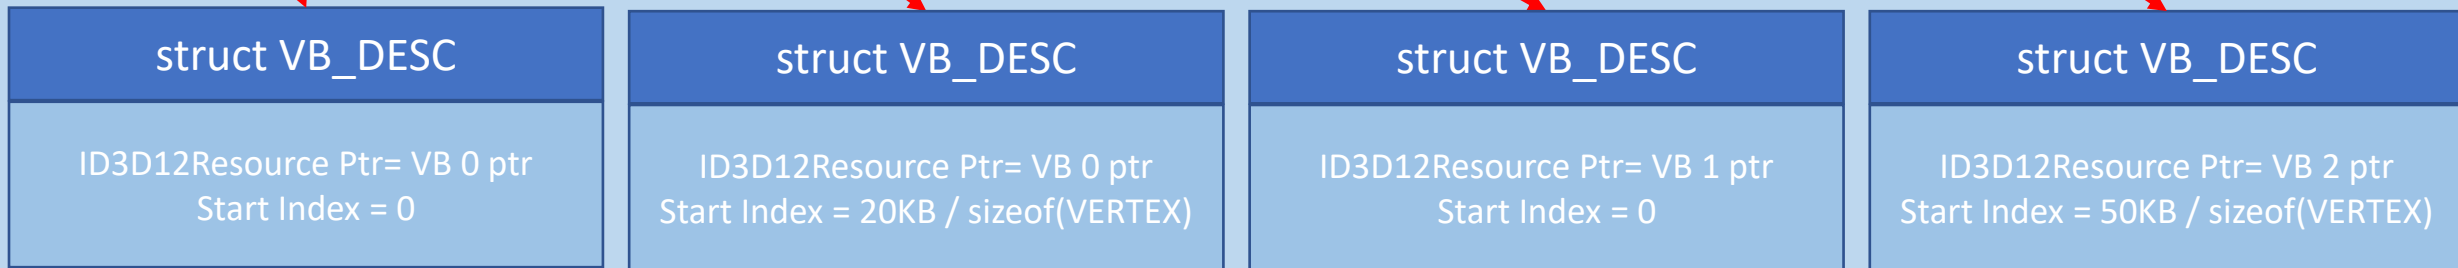 struct VB_DESC
ID3D12Resource Ptr= VB 0 ptr
Start Index = 0
struct VB_DESC
ID3D12Resource Ptr= VB 0 ptr
Start Index = 20KB / sizeof(VERTEX)
struct VB_DESC
ID3D12Resource Ptr= VB 1 ptr
Start Index = 0
struct VB_DESC
ID3D12Resource Ptr= VB 2 ptr
Start Index = 50KB / sizeof(VERTEX)